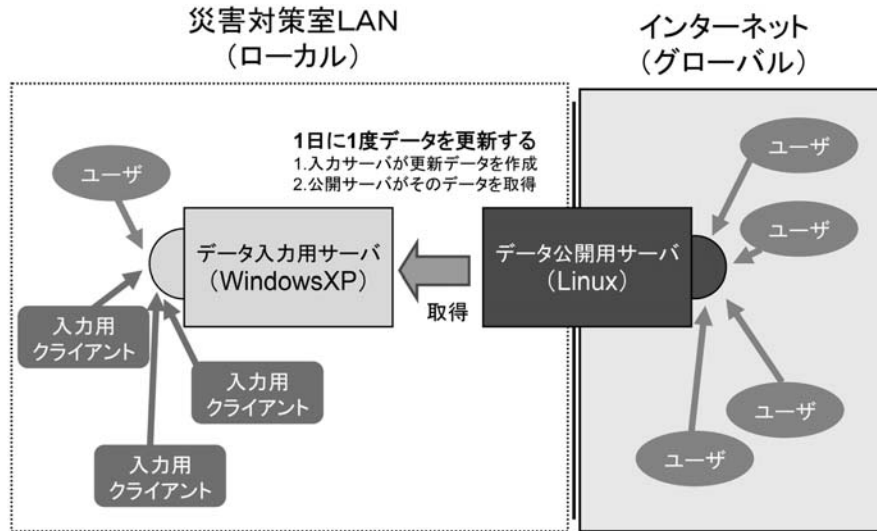 災害対策室LAN
（ローカル）
インターネット
（グローバル）
1日に1度データを更新する
1.入力サーバが更新データを作成
2.公開サーバがそのデータを取得
ユーザ
データ入力用サーバ
（WindowsXP）
取得
データ公開用サーバ
（Linux）
入力用
クライアント
入力用
クライアント
入力用
クライアント
ユーザ
ユーザ
ユーザ
ユーザ